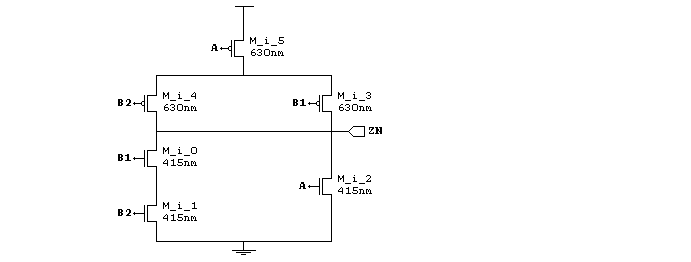 A M_i_5
630nm
B2 M_i_4
630nm
B1 M_i_3
630nm
ZN
B1 M_i_0
415nm
A M_i_2
415nm
B2 M_i_1
415nm